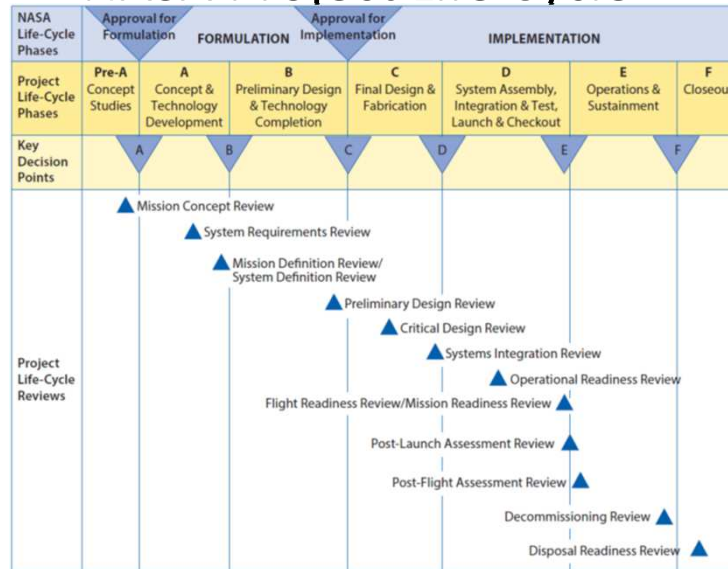 NASA
Life-Cycle
Phases
Approval for
Formulation
FORMULATION
Approval for
Implementation
IMPLEMENTATION
Project
Life-Cycle
Phases
Pre-A
Concept
Studies
A
Concept &
Technology
Development
B
Preliminary Design
& Technology
Completion
C
Final Design &
Fabrication
D
System Assembly,
Integration & Test,
Launch & Checkout
E
Operations &
Sustainment
F
Key
Decision
Points
A
B
C
D
E
F
Project
Life-Cycle
Reviews
Mission Concept Review
System Requirements Review
Mission Definition Review/
System Definition Review
Preliminary Design Review
Critical Design Review
Systems Integration Review
Operational Readiness Review
Flight Readiness Review/Mission Readiness Review
Post-Launch Assessment Review
Post-Flight Assessment Review
Decommissioning Review
Disposal Readiness Review